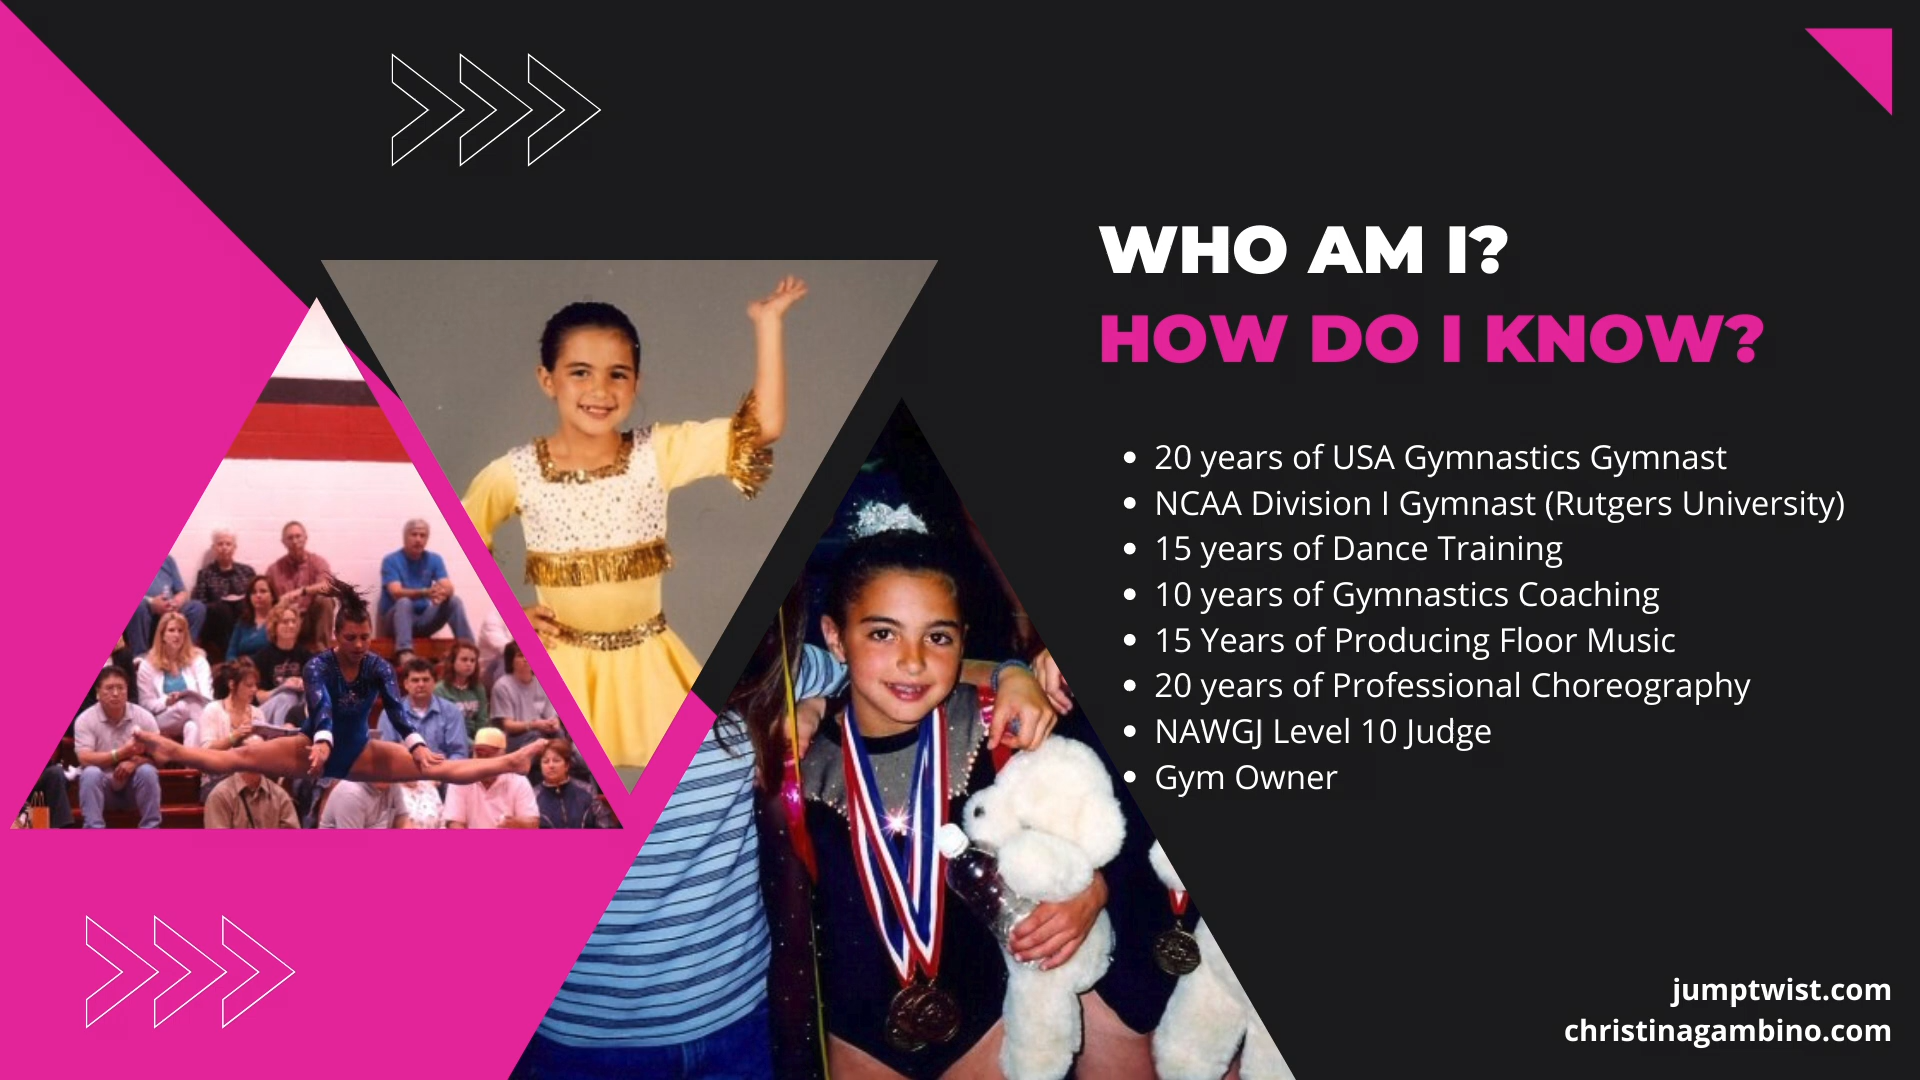 WHO AM I?
HOW DO I KNOW?
• 20 years of USA Gymnastics Gymnast
• NCAA Division I Gymnast (Rutgers University)
• 15 years of Dance Training
• 10 years of Gymnastics Coaching
• 15 Years of Producing Floor Music
• 20 years of Professional Choreography
• NAWGJ Level 10 Judge
• Gym Owner
jumptwist.com
christinagambino.com